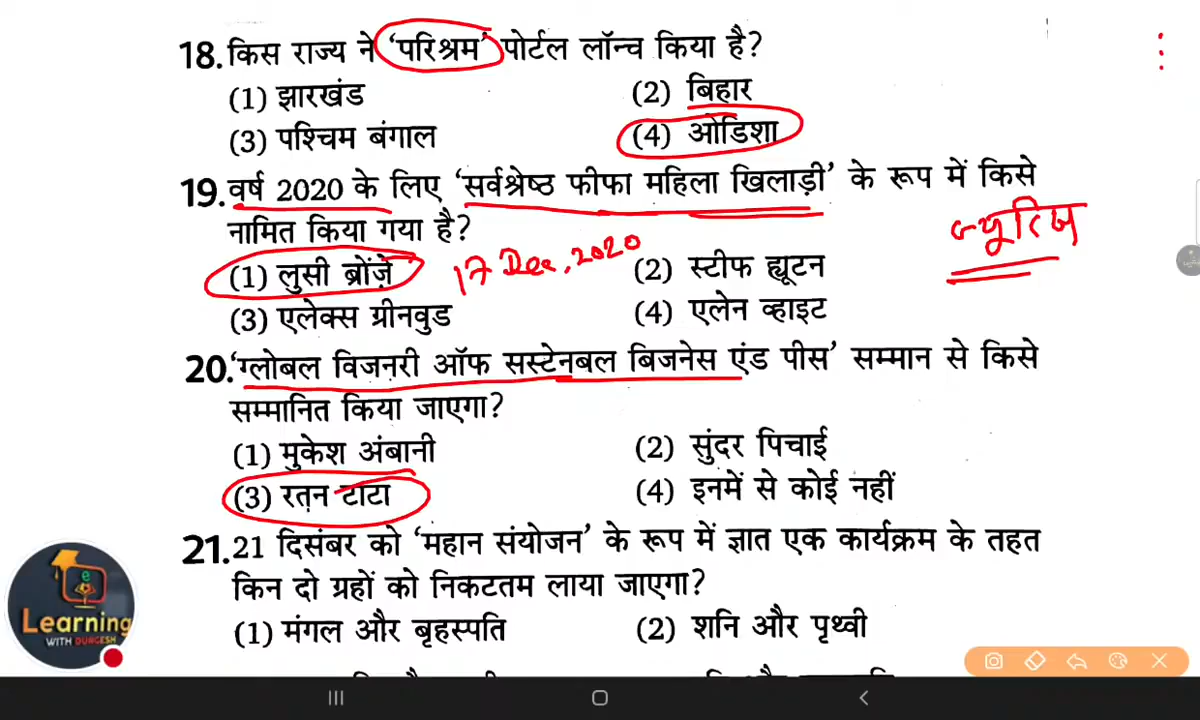 18. किस राज्य ने ‘परिश्रम’ पोर्टल लॉन्च किया है?
(1) झारखंड (2) बिहार
(3) पश्चिम बंगाल (4) ओडिशा
19. वर्ष 2020 के लिए ‘सर्वश्रेष्ठ फीफा महिला खिलाड़ी’ के रूप में किसे
नामित किया गया है?
(1) लुसी ब्रोंज़े (2) स्टीफ ह्यूटन
17 Dec, 2020
(3) एलेक्स ग्रीनवुड (4) एलेन व्हाइट
20. ‘ग्लोबल विजनरी ऑफ सस्टेनबल बिजनेस एंड पीस’ सम्मान से किसे
सम्मानित किया जाएगा?
(1) मुकेश अंबानी (2) सुंदर पिचाई
(3) रतन टाटा (4) इनमें से कोई नहीं
21. 21 दिसंबर को ‘महान संयोजन’ के रूप में ज्ञात एक कार्यक्रम के तहत
किन दो ग्रहों को निकटतम लाया जाएगा?
(1) मंगल और बृहस्पति (2) शनि और पृथ्वी
e
Learning
WITH DURGESH